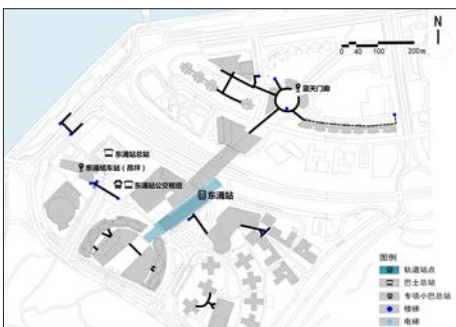 N
0 40 100 200m
蓝天门廊
东涌站总站
东涌缆车站（昂坪）
东涌站公交枢纽
东涌站
图例
轨道站点
巴士总站
专项小巴总站
楼梯
电梯